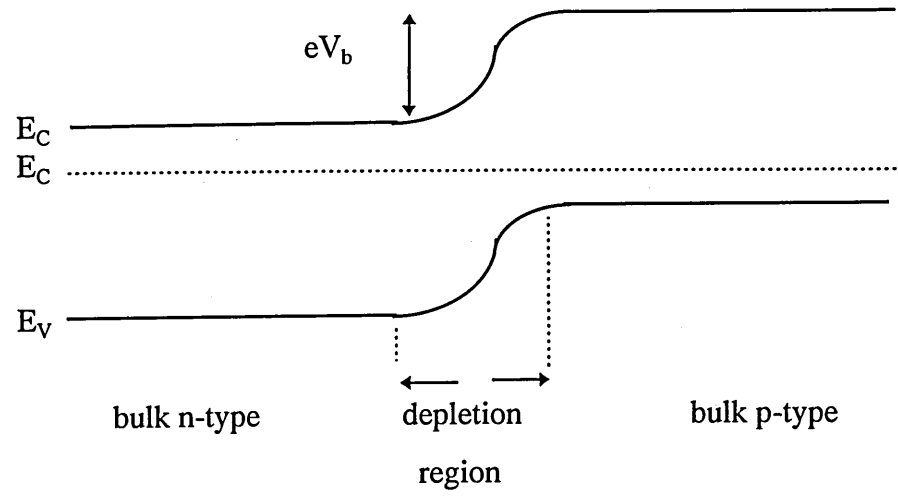 eV_b
E_C
E_C
E_V
bulk n-type
depletion
bulk p-type
region